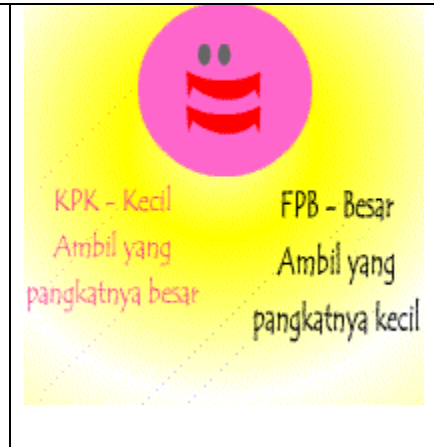 KPK - Kecil
Ambil yang
pangkatnya besar
FPB - Besar
Ambil yang
pangkatnya kecil